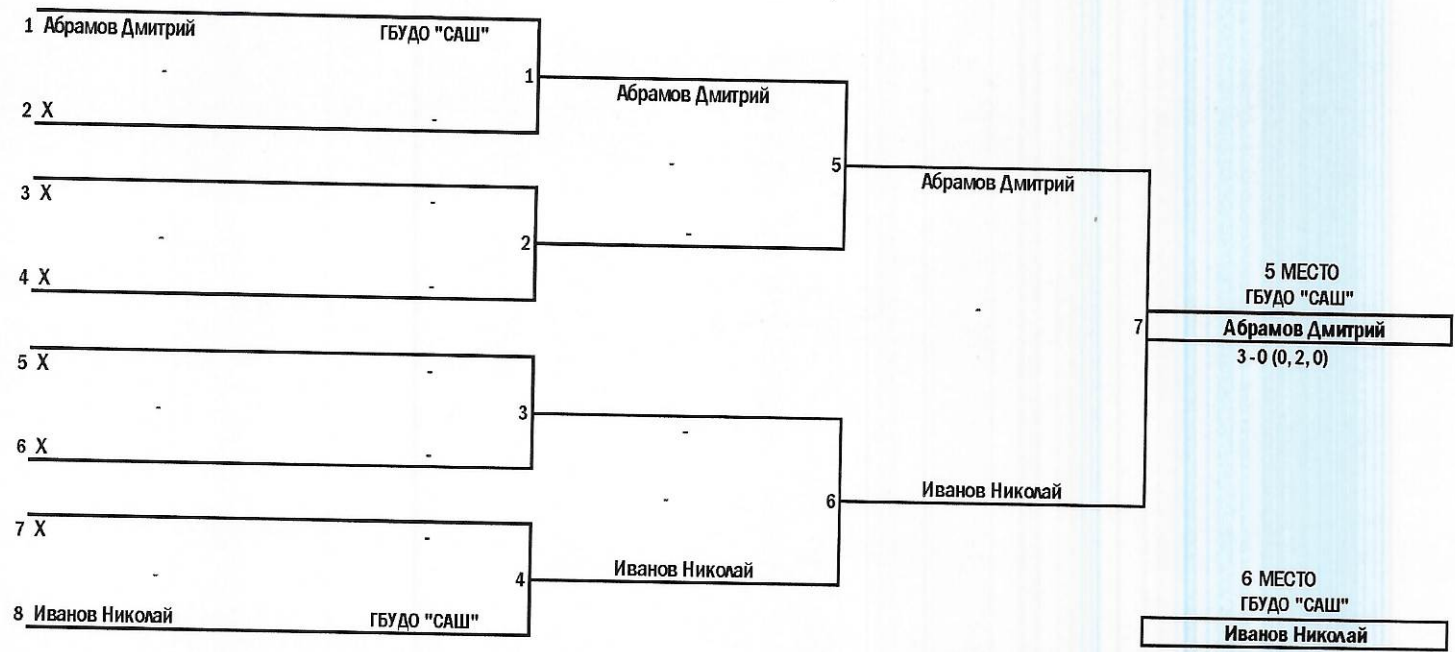 1 Абрамов Дмитрий ГБУДО "САШ"
-
1
Абрамов Дмитрий
2 X -
-
5
Абрамов Дмитрий
3 X -
-
2
-
4 X -
5 МЕСТО
ГБУДО "САШ"
-
7
Абрамов Дмитрий
3-0 (0, 2, 0)
5 X -
-
3
-
6 X -
-
6
Иванов Николай
7 X -
-
4
Иванов Николай
8 Иванов Николай ГБУДО "САШ"
6 МЕСТО
ГБУДО "САШ"
Иванов Николай